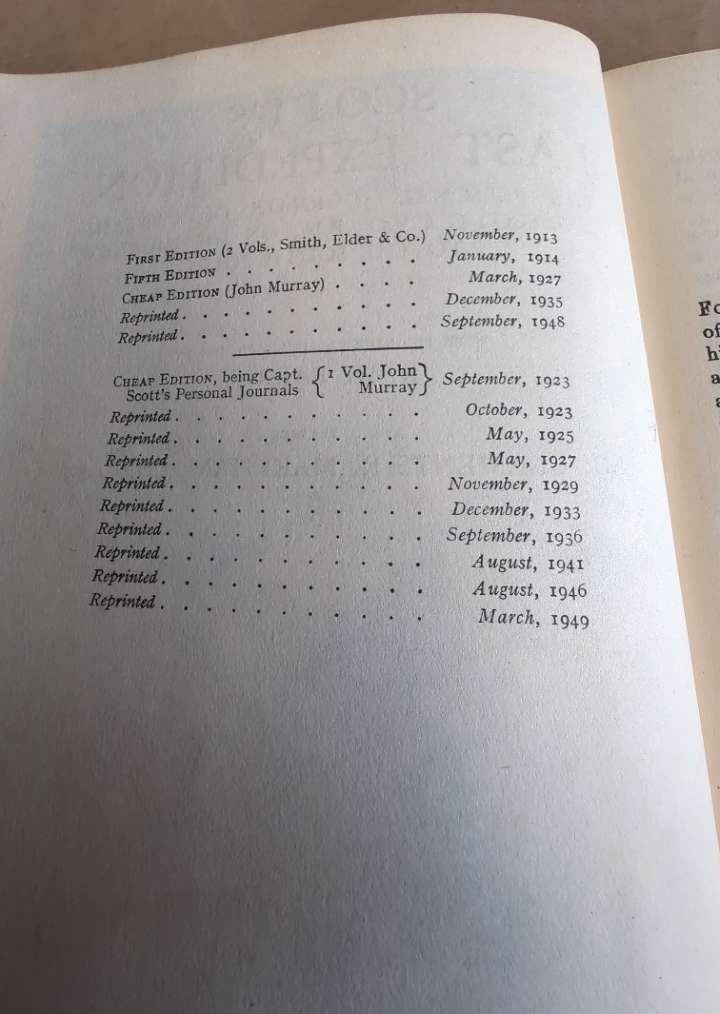 FIRST EDITION (2 Vols., Smith, Elder & Co.) November, 1913
FIFTH EDITION . . . . . . . . . January, 1914
CHEAP EDITION (John Murray) . . . . March, 1927
Reprinted . . . . . . . . . . December, 1935
Reprinted . . . . . . . . . . September, 1948
CHEAP EDITION, being Capt. Scott's Personal Journals {1 Vol. John Murray} September, 1923
Reprinted . . . . . . . . . . October, 1923
Reprinted . . . . . . . . . . May, 1925
Reprinted . . . . . . . . . . May, 1927
Reprinted . . . . . . . . . . November, 1929
Reprinted . . . . . . . . . . December, 1933
Reprinted . . . . . . . . . . September, 1936
Reprinted . . . . . . . . . . August, 1941
Reprinted . . . . . . . . . . August, 1946
Reprinted . . . . . . . . . . March, 1949